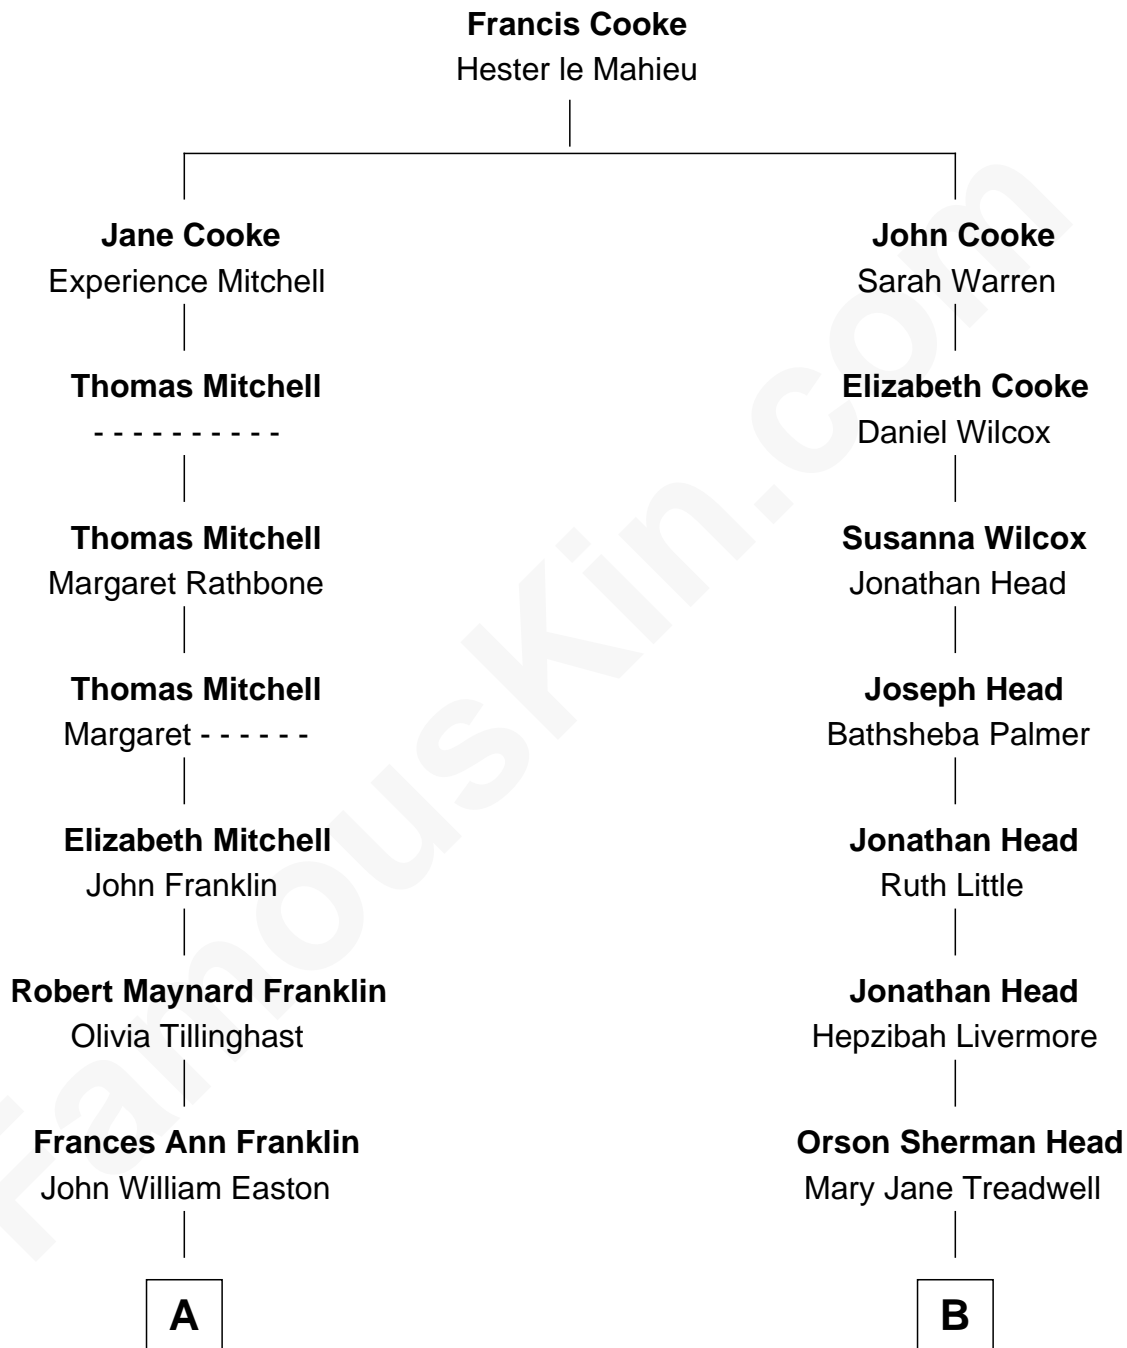 Francis Cooke
Hester le Mahieu
Jane Cooke
Experience Mitchell
John Cooke
Sarah Warren
Thomas Mitchell
- - - - - - - - - -
Elizabeth Cooke
Daniel Wilcox
Thomas Mitchell
Margaret Rathbone
Susanna Wilcox
Jonathan Head
Thomas Mitchell
Margaret - - - - - -
Joseph Head
Bathsheba Palmer
Elizabeth Mitchell
John Franklin
Jonathan Head
Ruth Little
Robert Maynard Franklin
Olivia Tillinghast
Jonathan Head
Hepzibah Livermore
Frances Ann Franklin
John William Easton
Orson Sherman Head
Mary Jane Treadwell
A
B
FamousKin.com